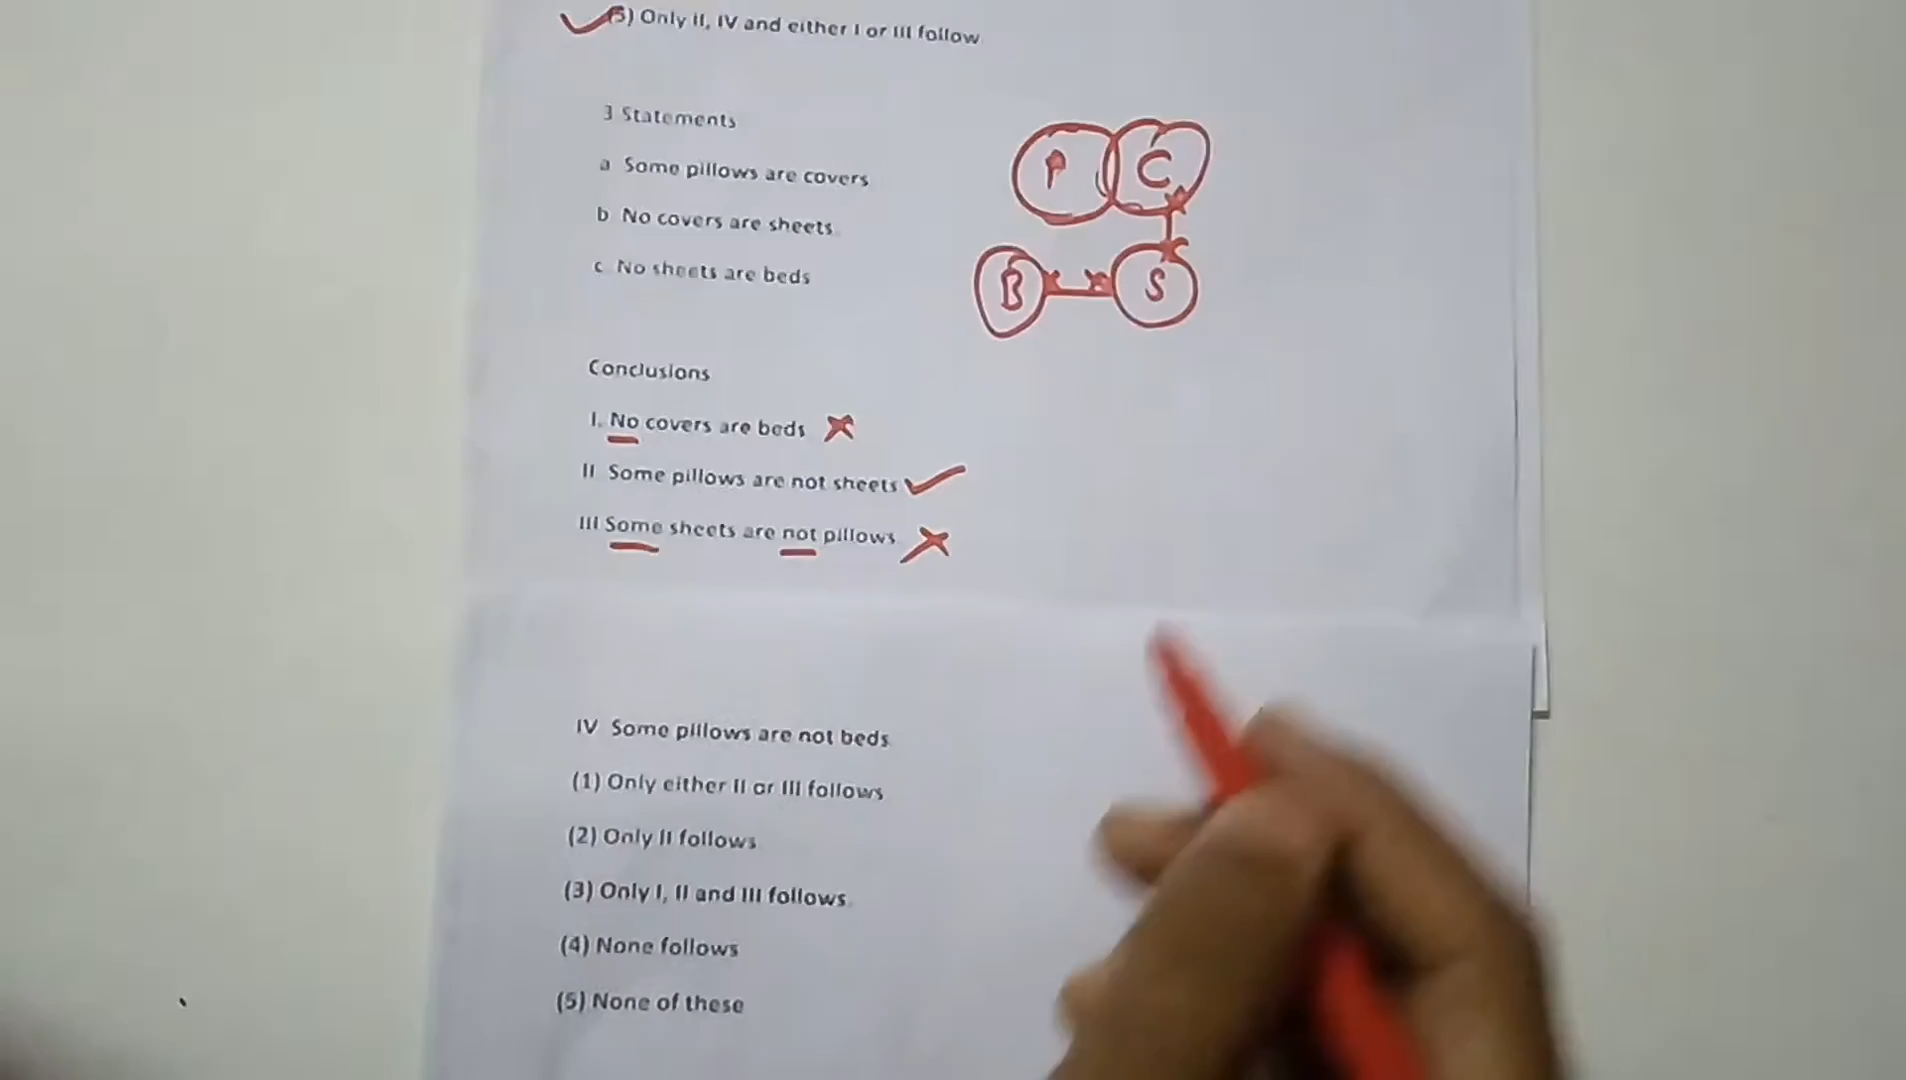 (5) Only II, IV and either I or III follow
3 Statements
a Some pillows are covers
b No covers are sheets
c No sheets are beds
P C
B S
Conclusions
I. No covers are beds
II Some pillows are not sheets
III Some sheets are not pillows
IV Some pillows are not beds
(1) Only either II or III follows
(2) Only II follows
(3) Only I, II and III follows.
(4) None follows
(5) None of these